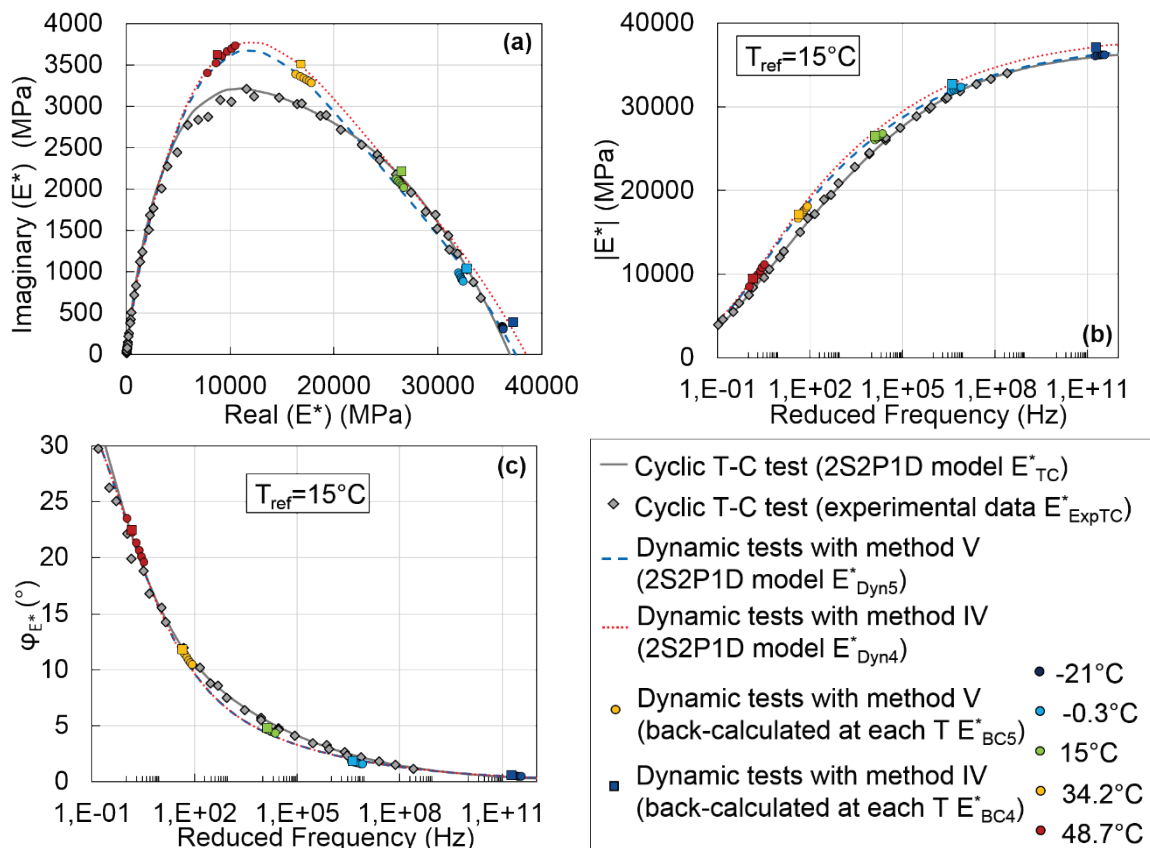 4000
3500
3000
2500
2000
1500
1000
500
0
Imaginary (E*) (MPa)
(a)
0 10000 20000 30000 40000
Real (E*) (MPa)
40000
30000
20000
10000
0
|E*| (MPa)
Tref=15°C
(b)
1,E-01 1,E+02 1,E+05 1,E+08 1,E+11
Reduced Frequency (Hz)
30
25
20
15
10
5
0
φE* (°)
Tref=15°C
(c)
1,E-01 1,E+02 1,E+05 1,E+08 1,E+11
Reduced Frequency (Hz)
Cyclic T-C test (2S2P1D model E*TC)
Cyclic T-C test (experimental data E*ExpTC)
Dynamic tests with method V
(2S2P1D model E*Dyn5)
Dynamic tests with method IV
(2S2P1D model E*Dyn4)
Dynamic tests with method V
(back-calculated at each T E*BC5)
Dynamic tests with method IV
(back-calculated at each T E*BC4)
-21°C
-0.3°C
15°C
34.2°C
48.7°C